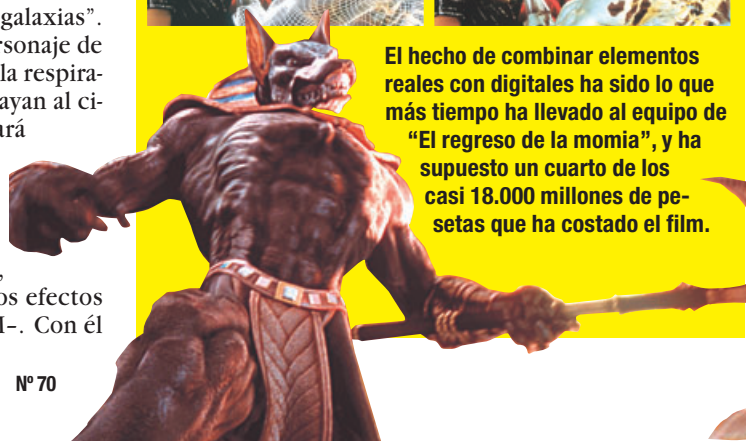 galaxias”.
rsonaje de
la respira-
ayan al ci-
ará
,
os efectos
I–. Con él
Nº 70
El hecho de combinar elementos
reales con digitales ha sido lo que
más tiempo ha llevado al equipo de
“El regreso de la momia”, y ha
supuesto un cuarto de los
casi 18.000 millones de pe-
setas que ha costado el film.